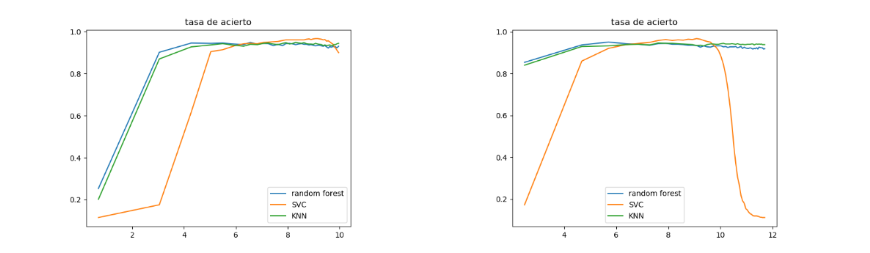 tasa de acierto
1.0
0.8
0.6
0.4
0.2
random forest
SVC
KNN
2 4 6 8 10
tasa de acierto
1.0
0.8
0.6
0.4
0.2
random forest
SVC
KNN
4 6 8 10 12